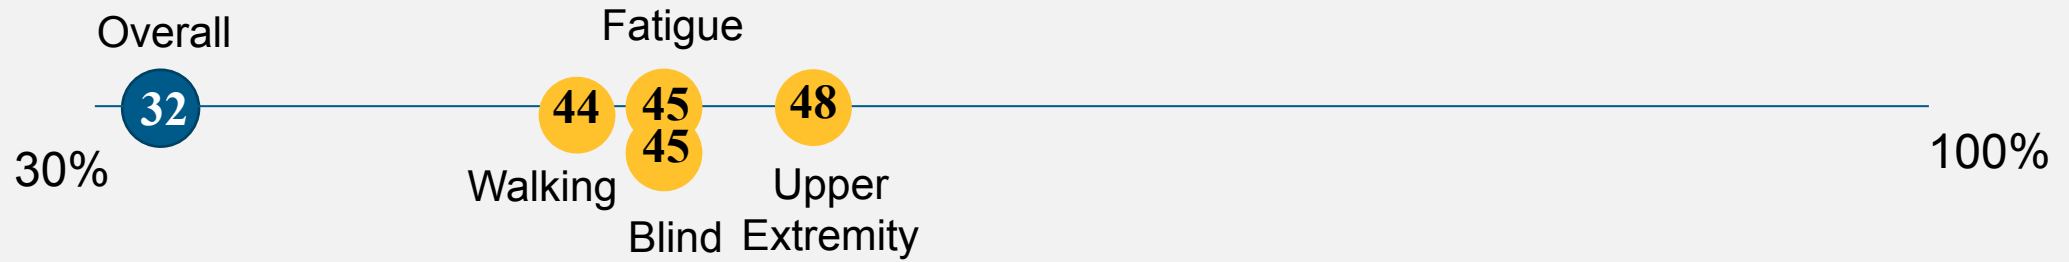 Overall
Fatigue
32
44
45
48
45
30%
100%
Walking
Upper
Extremity
Blind